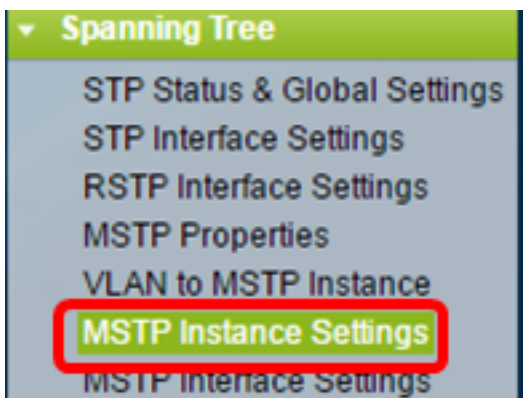 Spanning Tree
STP Status & Global Settings
STP Interface Settings
RSTP Interface Settings
MSTP Properties
VLAN to MSTP Instance
MSTP Instance Settings
MSTP Interface Settings